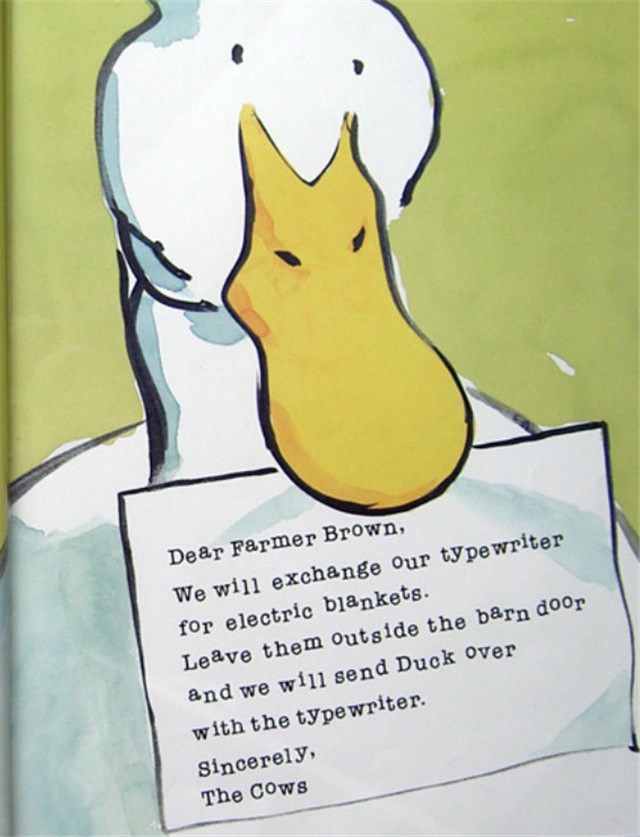 Dear Farmer Brown,
We will exchange our typewriter
for electric blankets.
Leave them outside the barn door
and we will send Duck over
with the typewriter.
Sincerely,
The Cows